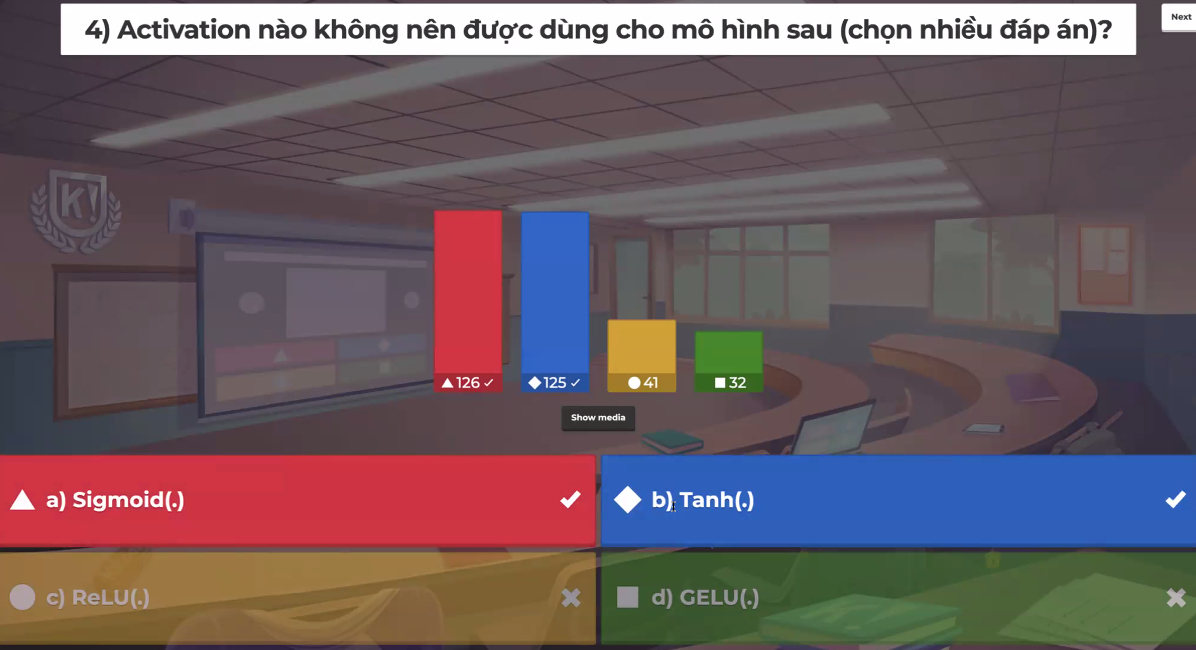 4) Activation nào không nên được dùng cho mô hình sau (chọn nhiều đáp án)?
Next
K!
126
125
41
32
Show media
a) Sigmoid(.)
b) Tanh(.)
c) ReLU(.)
d) GELU(.)